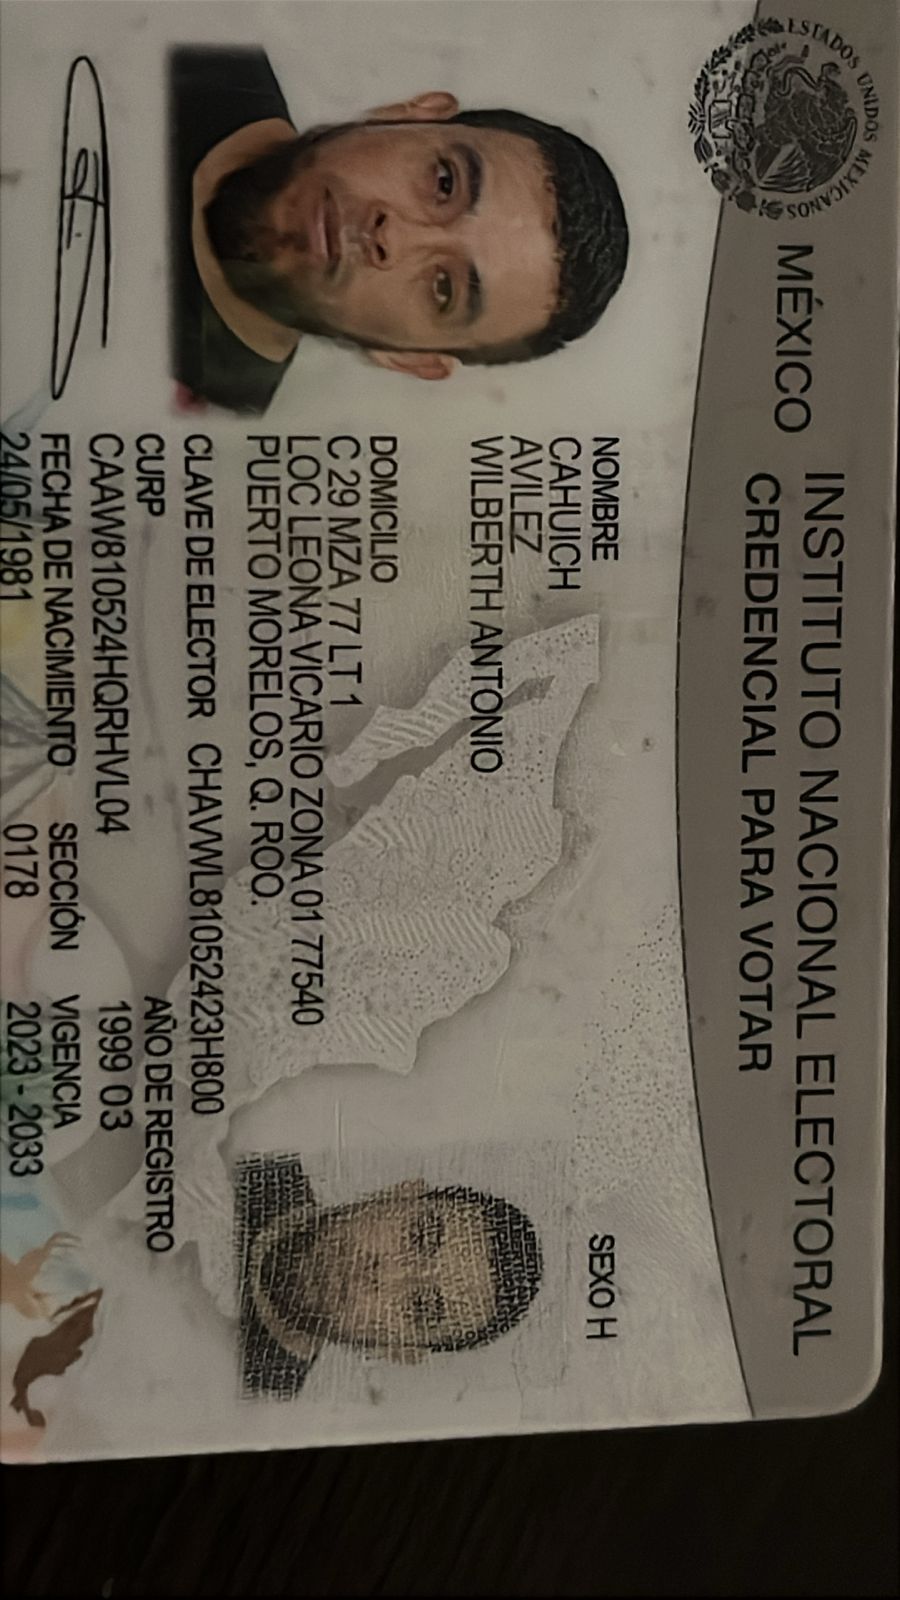 ESTADOS UNIDOS MEXICANOS
MÉXICO
INSTITUTO NACIONAL ELECTORAL
CREDENCIAL PARA VOTAR
NOMBRE
CAHUICH
AVILEZ
WILBERTH ANTONIO
SEXO H
DOMICILIO
C 29 MZA 77 LT 1
LOC LEONA VICARIO ZONA 01 77540
PUERTO MORELOS, Q. ROO.
CLAVE DE ELECTOR CHAVWL81052423H800
CURP
CAAW810524HQRHVL04
AÑO DE REGISTRO
1999 03
FECHA DE NACIMIENTO
24/05/1981
SECCIÓN
0178
VIGENCIA
2023 - 2033